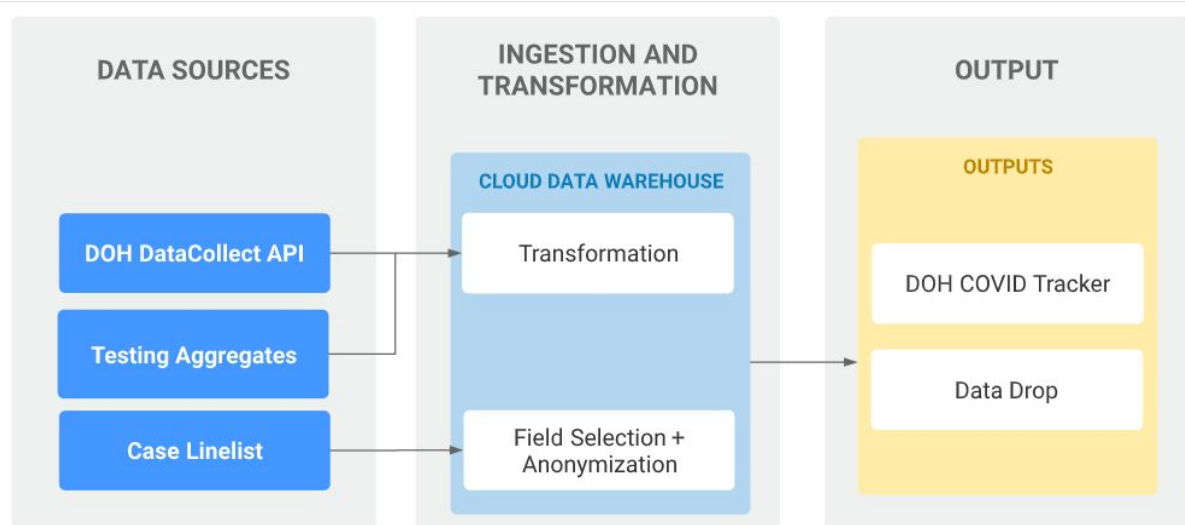 DATA SOURCES
DOH DataCollect API
Testing Aggregates
Case Linelist
INGESTION AND
TRANSFORMATION
CLOUD DATA WAREHOUSE
Transformation
Field Selection +
Anonymization
OUTPUT
OUTPUTS
DOH COVID Tracker
Data Drop